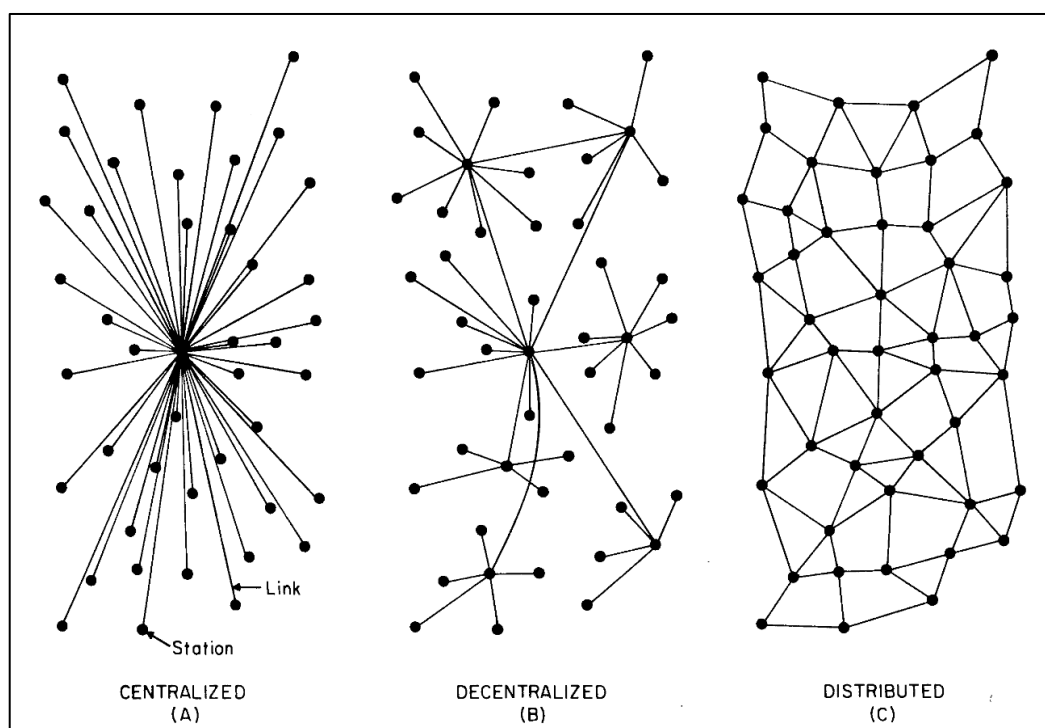 Link
Station
CENTRALIZED
(A)
DECENTRALIZED
(B)
DISTRIBUTED
(C)